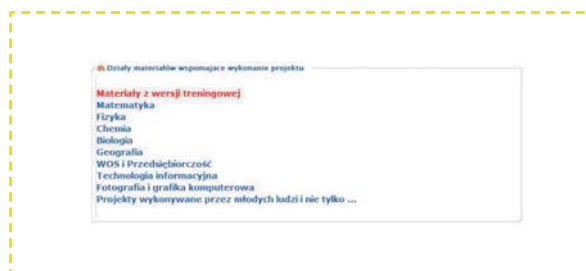 Działy materiałów wspomajace wykonanie projektu
Materiały z wersji treningowej
Matematyka
Fizyka
Chemia
Biologia
Geografia
WOS i Przedsiębiorczość
Technologia informacyjna
Fotografia i grafika komputerowa
Projekty wykonywane przez młodych ludzi i nie tylko ...